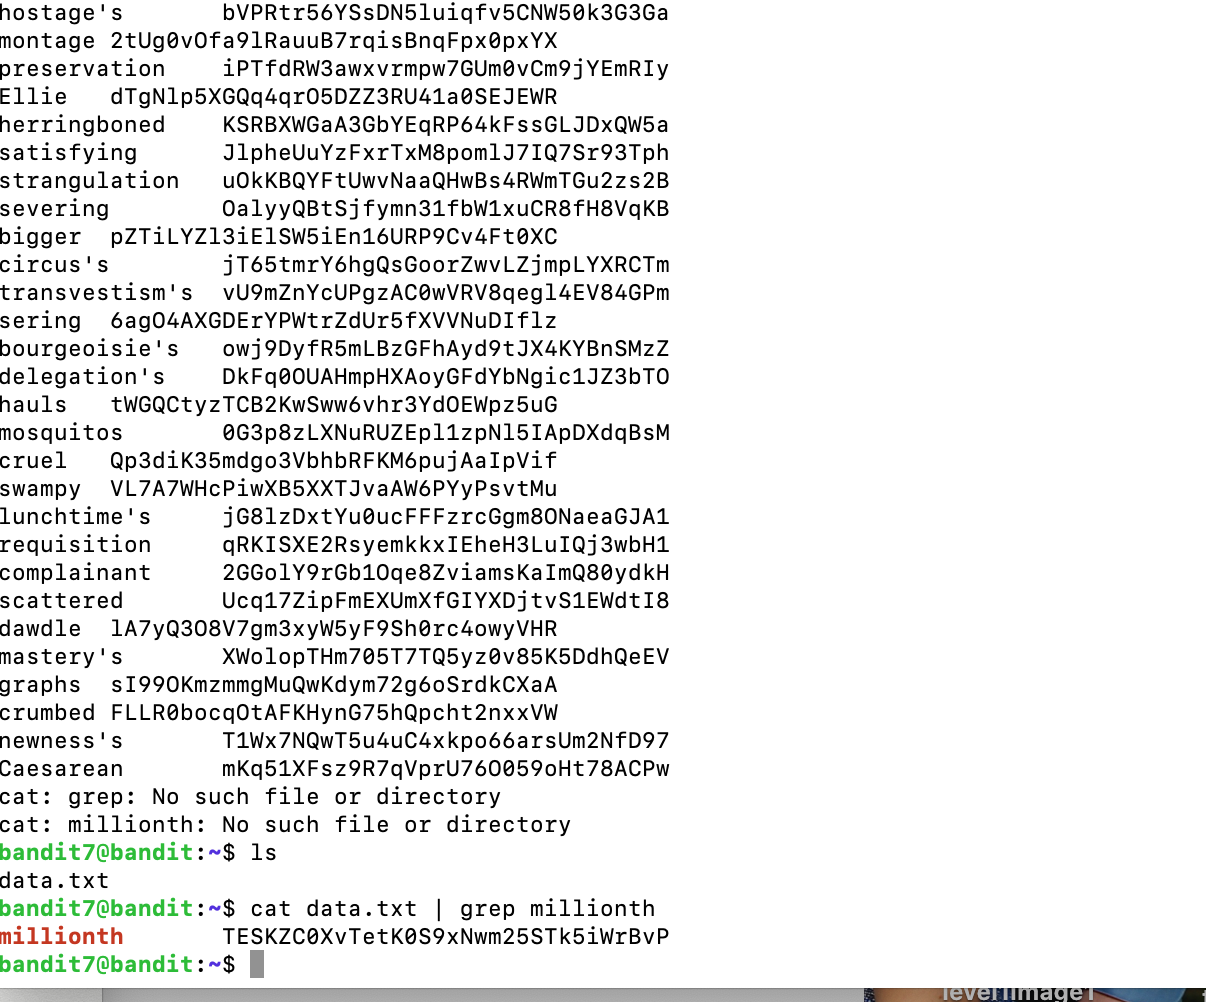 hostage's	bVPRtr56YSsDN5luiqfv5CNW50k3G3Ga
montage	2tUg0vOfa9lRauuB7rqisBnqFpx0pxYX
preservation	iPTfdRW3awxvrmpw7GUm0vCm9jYEmRIy
Ellie	dTgNlp5XGQq4qrO5DZZ3RU41a0SEJEWR
herringboned	KSRBXWGaA3GbYEqRP64kFssGLJDxQW5a
satisfying	JlpheUuYzFxrTxM8pomlJ7IQ7Sr93Tph
strangulation	uOkKBQYFtUwvNaaQHwBs4RWmTGu2zs2B
severing	OalyyQBtSjfymn31fbW1xuCR8fH8VqKB
bigger	pZTiLYZl3iElSW5iEn16URP9Cv4Ft0XC
circus's	jT65tmrY6hgQsGoorZwvLZjmpLYXRCTm
transvestism's	vU9mZnYcUPgzAC0wVRV8qegl4EV84GPm
sering	6agO4AXGDErYPWtrZdUr5fXVVNuDIflz
bourgeoisie's	owj9DyfR5mLBzGFhAyd9tJX4KYBnSMzZ
delegation's	DkFq0OUAHmpHXAoyGFdYbNgic1JZ3bTO
hauls	tWGQCtyzTCB2KwSww6vhr3YdOEWpz5uG
mosquitos	0G3p8zLXNuRUZEpl1zpNl5IApDXdqBsM
cruel	Qp3diK35mdgo3VbhbRFKM6pujAaIpVif
swampy	VL7A7WHcPiwXB5XXTJvaAW6PYyPsvtMu
lunchtime's	jG8lzDxtYu0ucFFFzrcGgm8ONaeaGJA1
requisition	qRKISXE2RsyemkkxIEheH3LuIQj3wbH1
complainant	2GGolY9rGb1Oqe8ZviamsKaImQ80ydkH
scattered	Ucq17ZipFmEXUmXfGIYXDjtvS1EWdtI8
dawdle	lA7yQ3O8V7gm3xyW5yF9Sh0rc4owyVHR
mastery's	XWolopTHm705T7TQ5yz0v85K5DdhQeEV
graphs	sI99OKmzmmgMuQwKdym72g6oSrdkCXaA
crumbed	FLLR0bocqOtAFKHynG75hQpcht2nxxVW
newness's	T1Wx7NQwT5u4uC4xkpo66arsUm2NfD97
Caesarean	mKq51XFsz9R7qVprU76O059oHt78ACPw
cat: grep: No such file or directory
cat: millionth: No such file or directory
bandit7@bandit:~$ ls
data.txt
bandit7@bandit:~$ cat data.txt | grep millionth
millionth	TESKZC0XvTetK0S9xNwm25STk5iWrBvP
bandit7@bandit:~$
level1image1